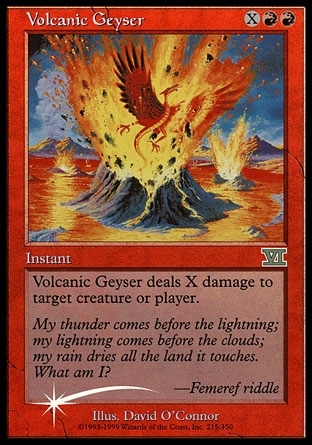 Volcanic Geyser X
Instant VI
Volcanic Geyser deals X damage to
target creature or player.
My thunder comes before the lightning;
my lightning comes before the clouds;
my rain dries all the land it touches.
What am I?
—Femeref riddle
Illus. David O'Connor
©1993-1999 Wizards of the Coast, Inc. 215/350